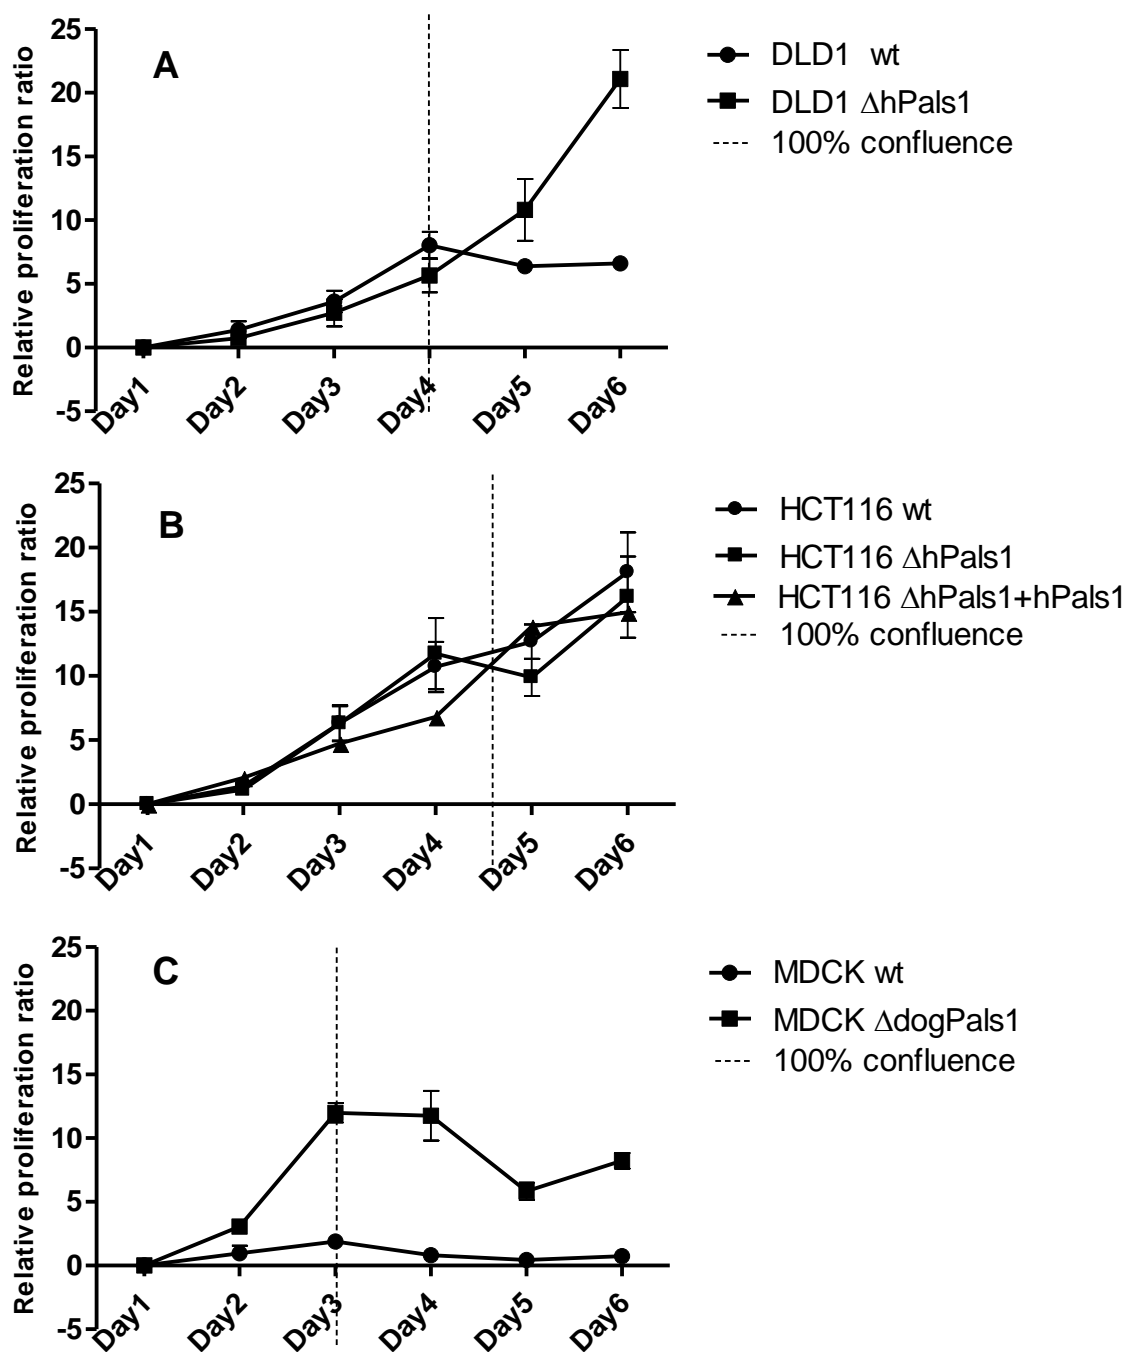 A
Relative proliferation ratio
25
20
15
10
5
0
-5
Day1 Day2 Day3 Day4 Day5 Day6
DLD1 wt
DLD1 ΔhPals1
100% confluence
B
Relative proliferation ratio
25
20
15
10
5
0
-5
Day1 Day2 Day3 Day4 Day5 Day6
HCT116 wt
HCT116 ΔhPals1
HCT116 ΔhPals1+hPals1
100% confluence
C
Relative proliferation ratio
25
20
15
10
5
0
-5
Day1 Day2 Day3 Day4 Day5 Day6
MDCK wt
MDCK ΔdogPals1
100% confluence